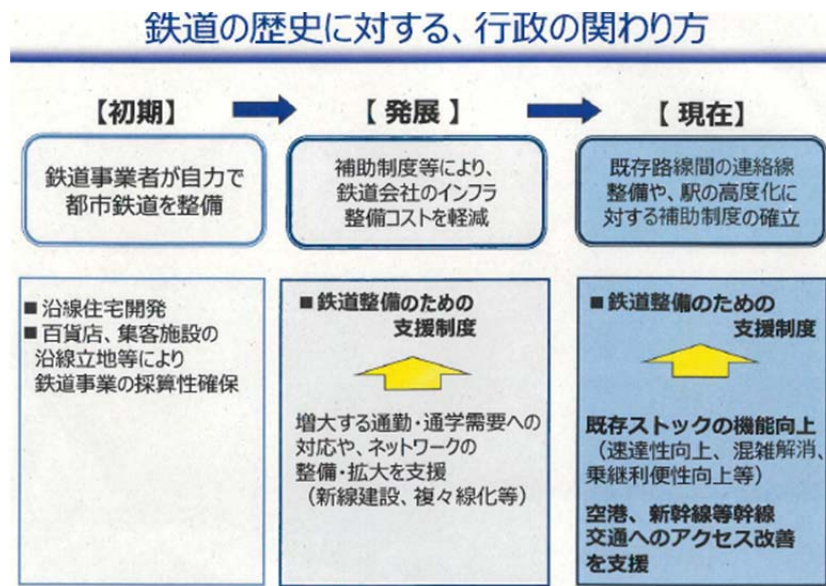 鉄道の歴史に対する、行政の関わり方
【初期】
【 発展 】
【 現在】
鉄道事業者が自力で
都市鉄道を整備
補助制度等により、
鉄道会社のインフラ
整備コストを軽減
既存路線間の連絡線
整備や、駅の高度化に
対する補助制度の確立
■沿線住宅開発
■百貨店、集客施設の
沿線立地等により
鉄道事業の採算性確保
■鉄道整備のための
支援制度
増大する通勤・通学需要への
対応や、ネットワークの
整備・拡大を支援
(新線建設、複々線化等)
■鉄道整備のための
支援制度
既存ストックの機能向上
(速達性向上、混雑解消、
乗継利便性向上等)
空港、新幹線等幹線
交通へのアクセス改善
を支援